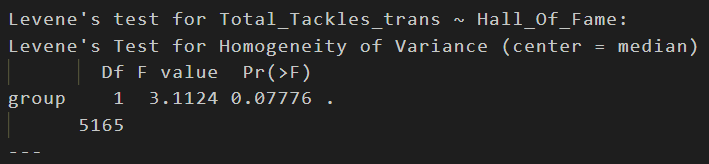 Levene's test for Total_Tackles_trans ~ Hall_Of_Fame:
Levene's Test for Homogeneity of Variance (center = median)
Df F value Pr(>F)
group 1 3.1124 0.07776 .
5165
---